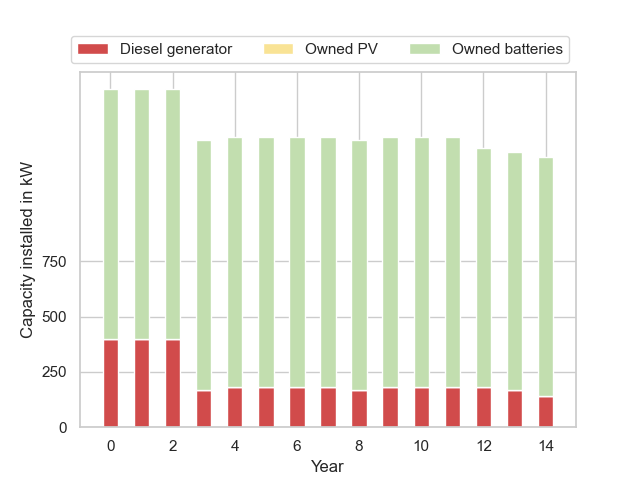 Diesel generator Owned PV Owned batteries
Capacity installed in kW
750
500
250
0
0 2 4 6 8 10 12 14
Year